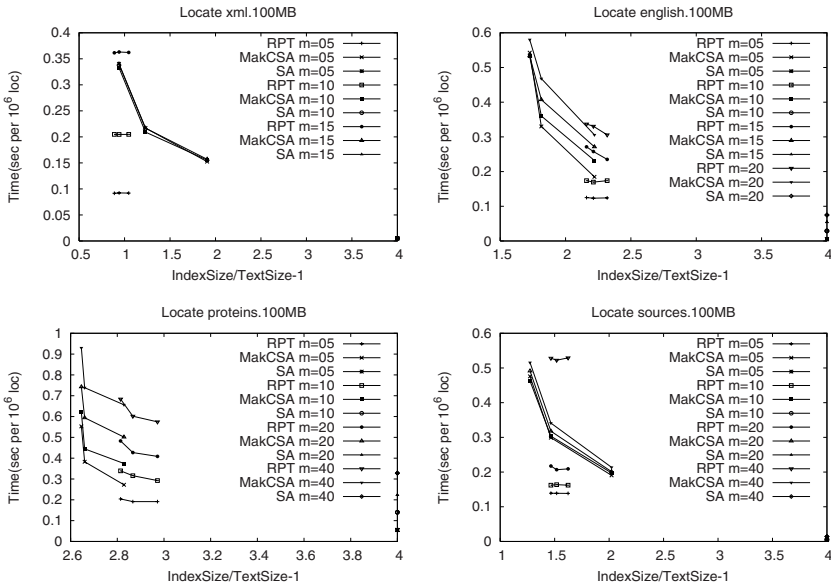 Locate xml.100MB
Time(sec per 10^6 loc)
0.4
0.35
0.3
0.25
0.2
0.15
0.1
0.05
0
RPT m=05
MakCSA m=05
SA m=05
RPT m=10
MakCSA m=10
SA m=10
RPT m=15
MakCSA m=15
SA m=15
0.5 1 1.5 2 2.5 3 3.5 4
IndexSize/TextSize-1
Locate english.100MB
Time(sec per 10^6 loc)
0.6
0.5
0.4
0.3
0.2
0.1
0
RPT m=05
MakCSA m=05
SA m=05
RPT m=10
MakCSA m=10
SA m=10
RPT m=15
MakCSA m=15
SA m=15
RPT m=20
MakCSA m=20
SA m=20
1.5 2 2.5 3 3.5 4
IndexSize/TextSize-1
Locate proteins.100MB
Time(sec per 10^6 loc)
1
0.9
0.8
0.7
0.6
0.5
0.4
0.3
0.2
0.1
0
RPT m=05
MakCSA m=05
SA m=05
RPT m=10
MakCSA m=10
SA m=10
RPT m=20
MakCSA m=20
SA m=20
RPT m=40
MakCSA m=40
SA m=40
2.6 2.8 3 3.2 3.4 3.6 3.8 4
IndexSize/TextSize-1
Locate sources.100MB
Time(sec per 10^6 loc)
0.6
0.5
0.4
0.3
0.2
0.1
0
RPT m=05
MakCSA m=05
SA m=05
RPT m=10
MakCSA m=10
SA m=10
RPT m=20
MakCSA m=20
SA m=20
RPT m=40
MakCSA m=40
SA m=40
1 1.5 2 2.5 3 3.5 4
IndexSize/TextSize-1